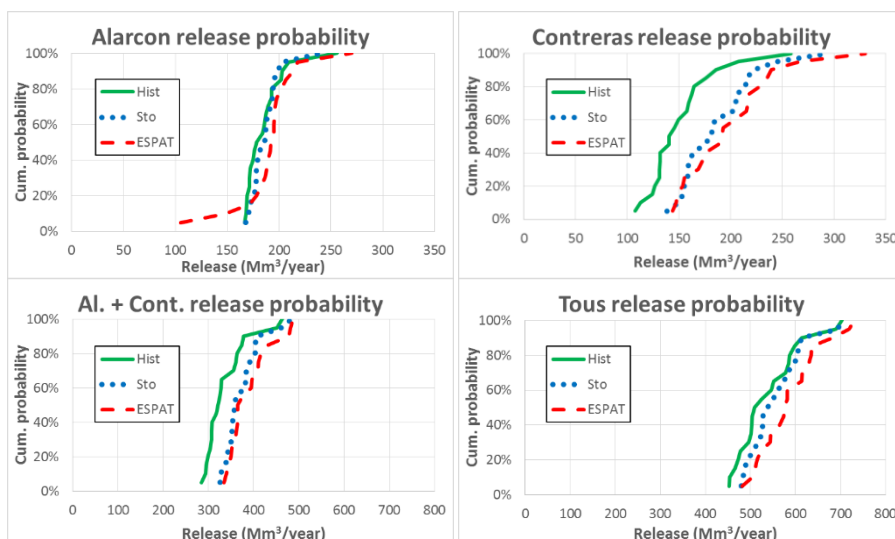 Alarcon release probability
100%
80%
60%
40%
20%
0%
Cum. probability
Hist
Sto
ESPAT
0 50 100 150 200 250 300 350
Release (Mm³/year)
Contreras release probability
100%
80%
60%
40%
20%
0%
Cum. probability
Hist
Sto
ESPAT
0 50 100 150 200 250 300 350
Release (Mm³/year)
Al. + Cont. release probability
100%
80%
60%
40%
20%
0%
Cum. probability
Hist
Sto
ESPAT
0 100 200 300 400 500 600 700 800
Release (Mm³/year)
Tous release probability
100%
80%
60%
40%
20%
0%
Cum. probability
Hist
Sto
ESPAT
0 100 200 300 400 500 600 700 800
Release (Mm³/year)